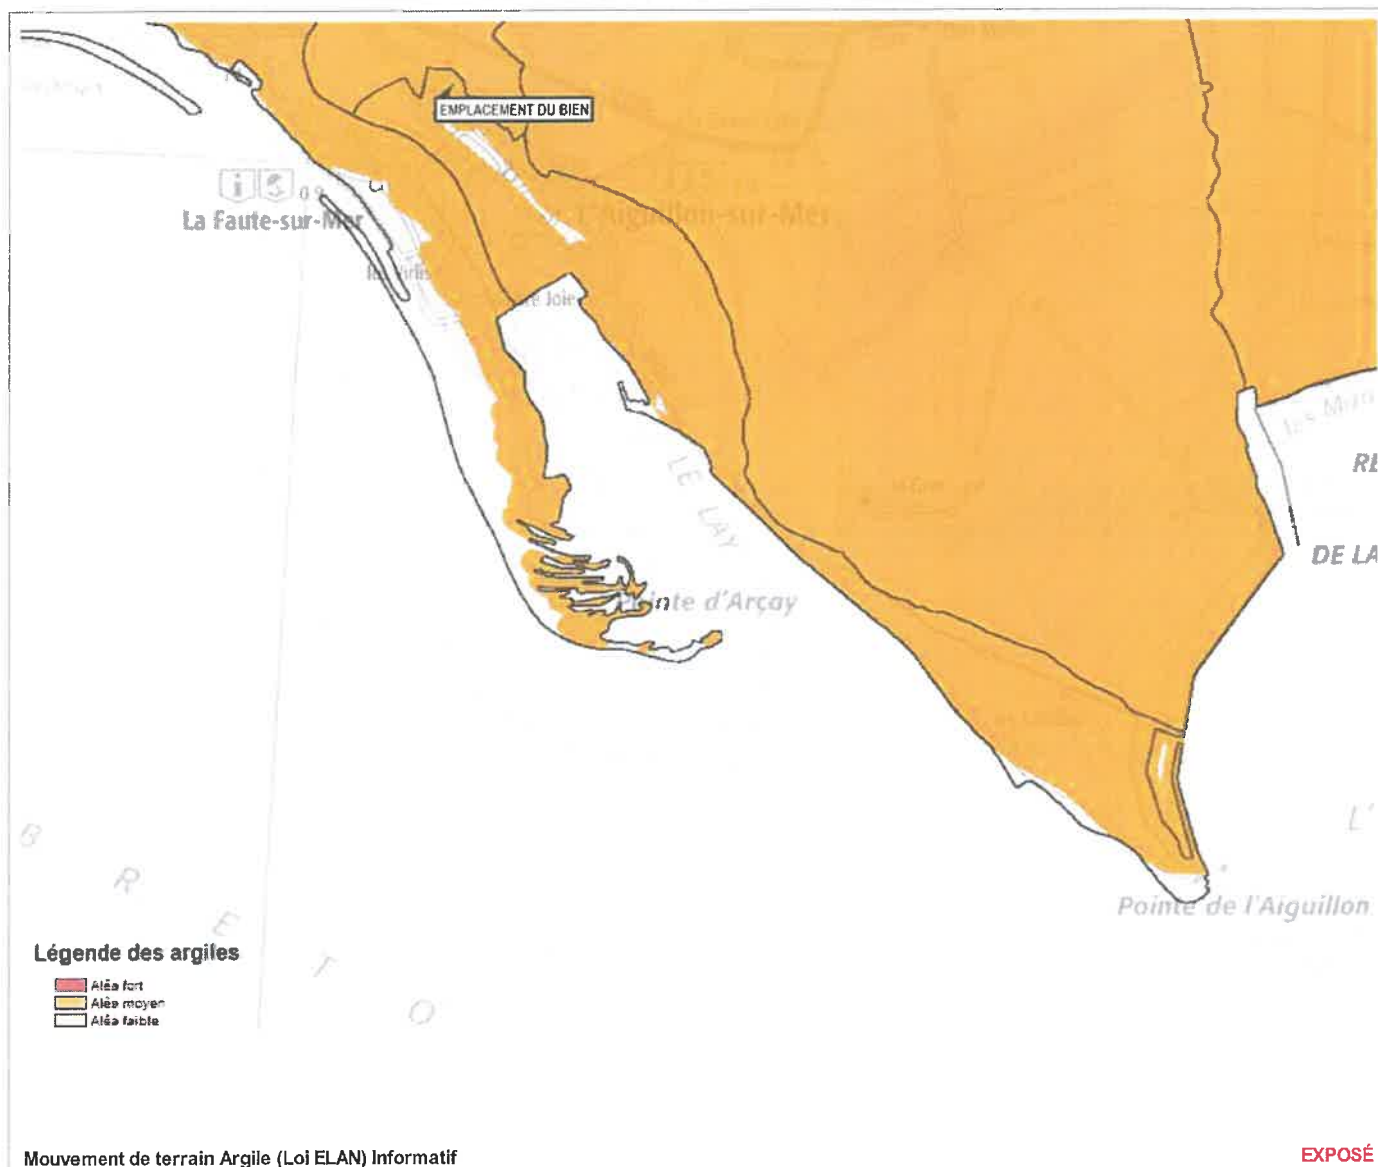 EMPLACEMENT DU BIEN
La Faute-sur-Mer
L'Aiguillon-sur-Mer
LE LAY
Pointe d'Arçay
RE
DE LA
L'
B R E T O
Pointe de l'Aiguillon
Légende des argiles
Aléa fort
Aléa moyen
Aléa faible
Mouvement de terrain Argile (Loi ELAN) Informatif
EXPOSÉ